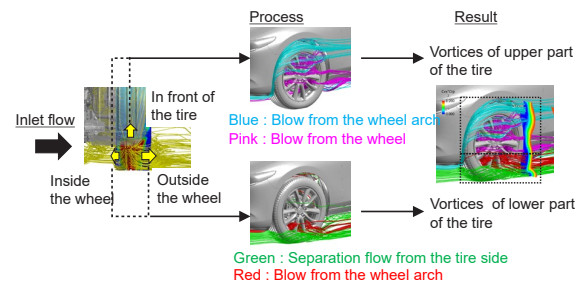 Process
Result
Vortices of upper part
of the tire
In front of
the tire
Inlet flow
Blue : Blow from the wheel arch
Pink : Blow from the wheel
Inside
the wheel
Outside
the wheel
Vortices of lower part
of the tire
Green : Separation flow from the tire side
Red : Blow from the wheel arch